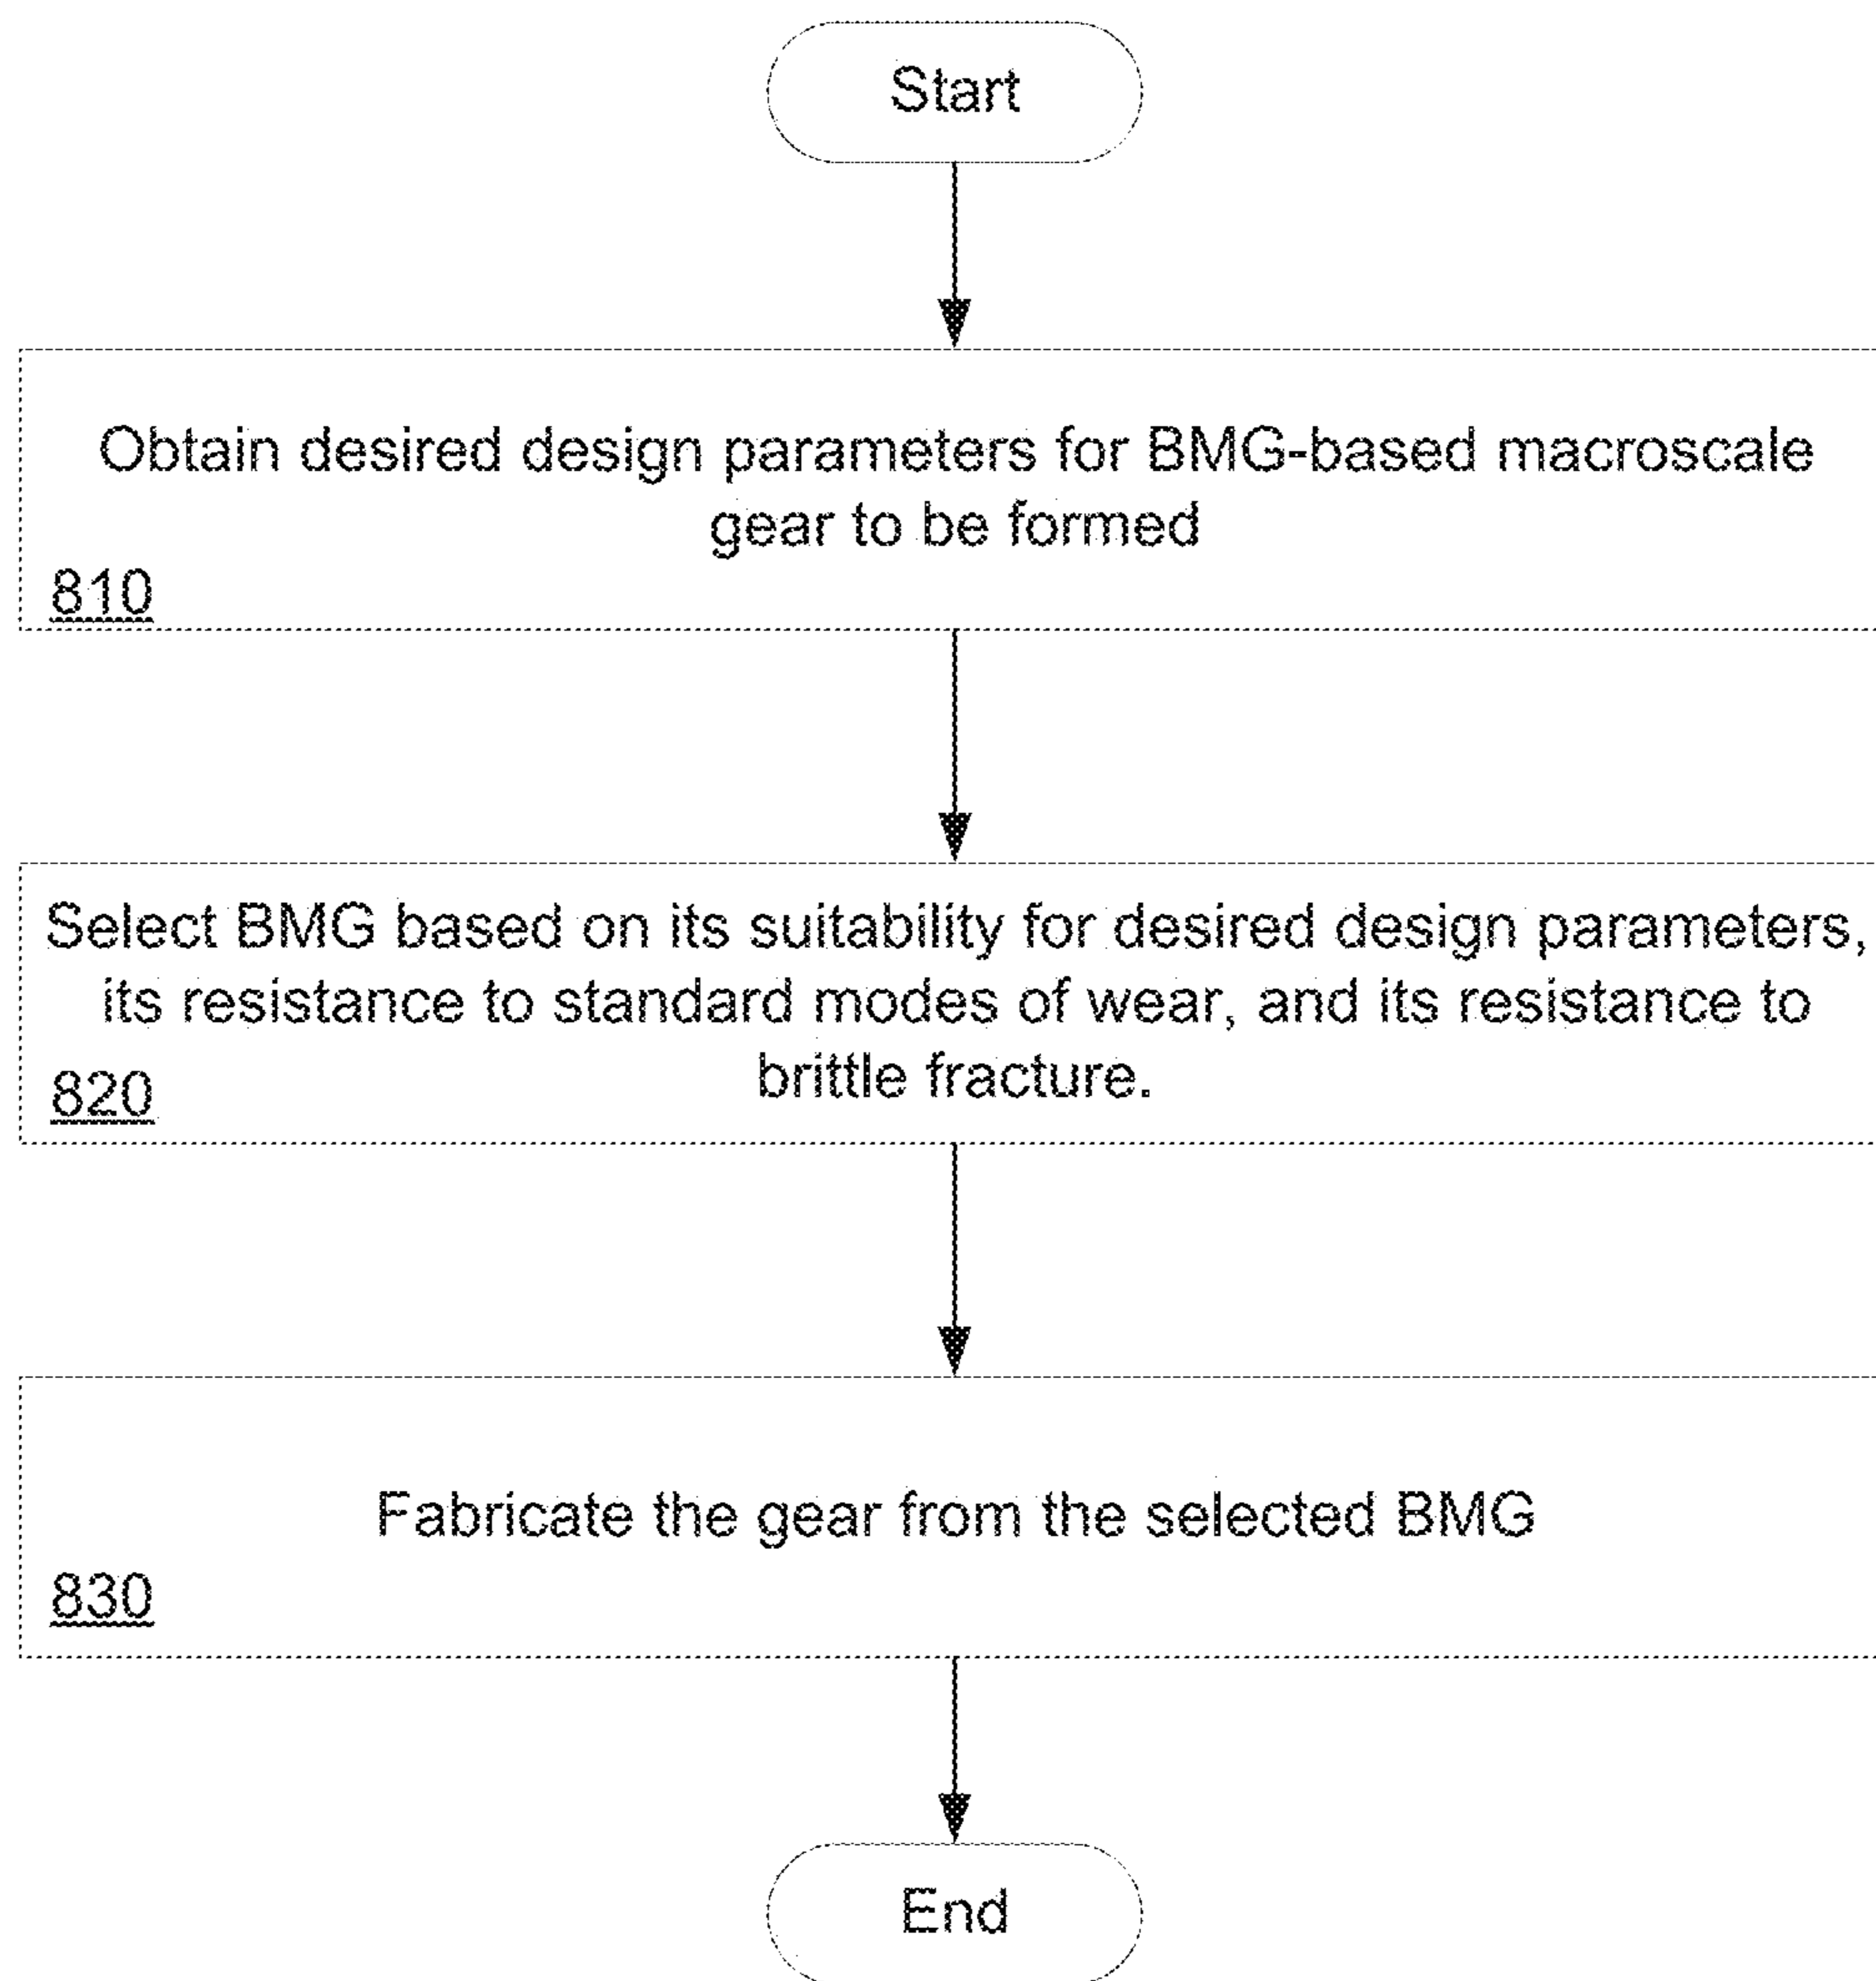 Start
Obtain desired design parameters for BMG-based macroscale
gear to be formed
810
Select BMG based on its suitability for desired design parameters,
its resistance to standard modes of wear, and its resistance to
brittle fracture.
820
Fabricate the gear from the selected BMG
830
End